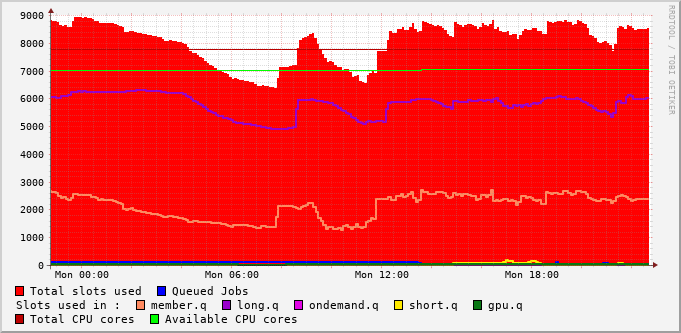 9000
8000
7000
6000
5000
4000
3000
2000
1000
0
Mon 00:00 Mon 06:00 Mon 12:00 Mon 18:00
RRDTOOL / TOBI OETIKER
Total slots used Queued Jobs
Slots used in : member.q long.q ondemand.q short.q gpu.q
Total CPU cores Available CPU cores